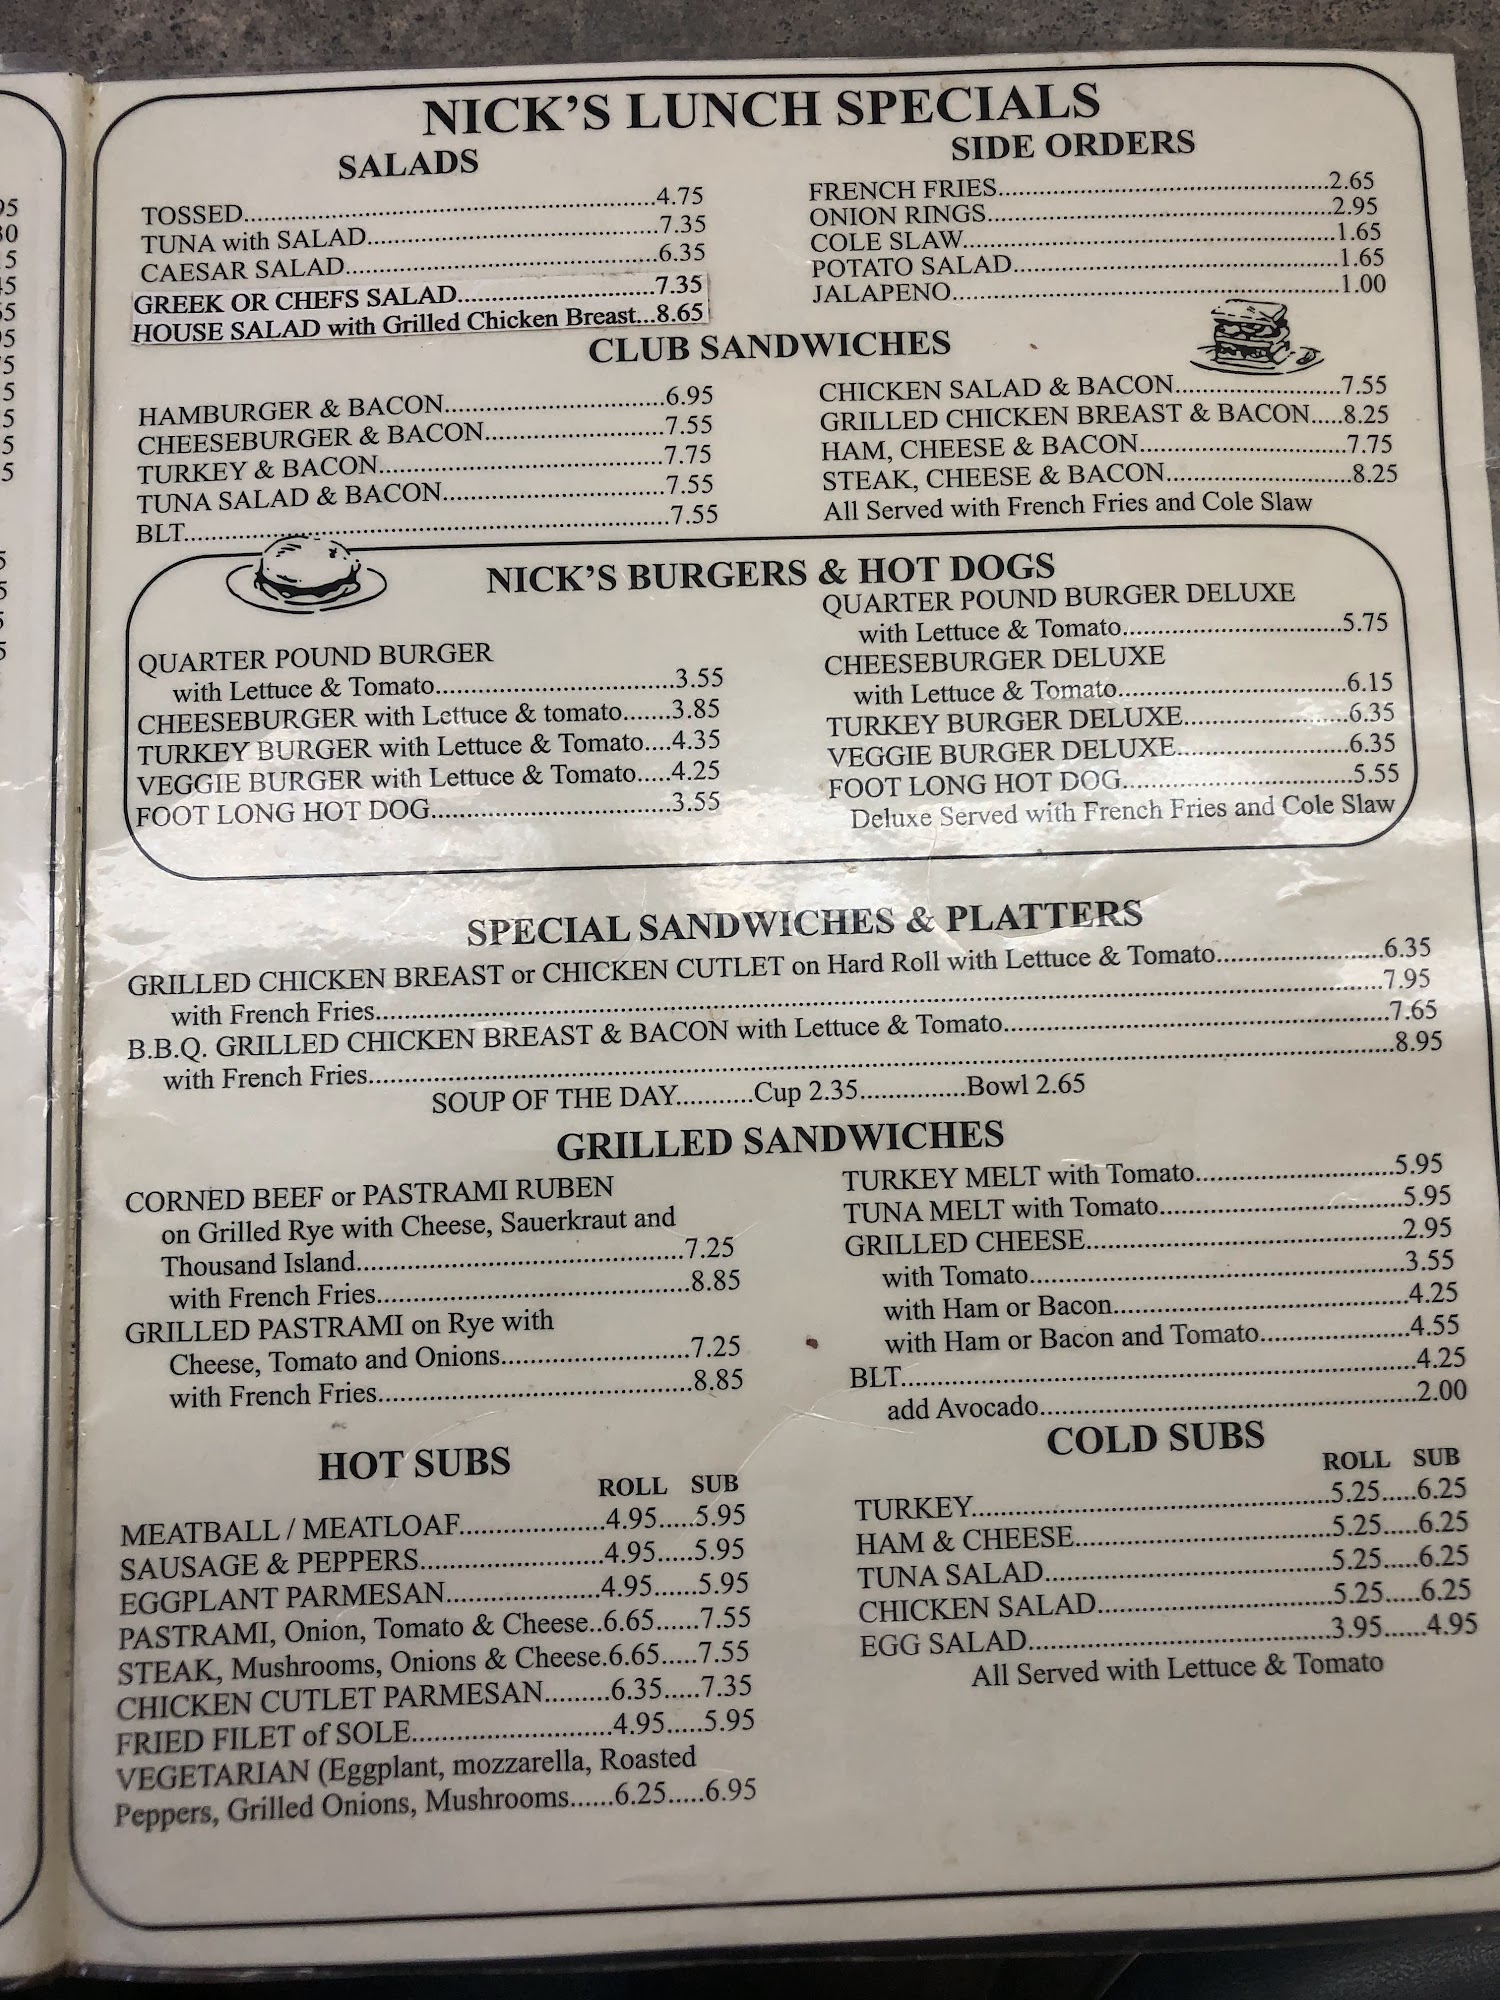 NICK'S LUNCH SPECIALS
SALADS
TOSSED....4.75
TUNA with SALAD....7.35
CAESAR SALAD....6.35
GREEK OR CHEFS SALAD....7.35
HOUSE SALAD with Grilled Chicken Breast...8.65
SIDE ORDERS
FRENCH FRIES....2.65
ONION RINGS....2.95
COLE SLAW....1.65
POTATO SALAD....1.65
JALAPENO....1.00
CLUB SANDWICHES
HAMBURGER & BACON....6.95
CHEESEBURGER & BACON....7.55
TURKEY & BACON....7.75
TUNA SALAD & BACON....7.55
BLT....7.55
CHICKEN SALAD & BACON....7.55
GRILLED CHICKEN BREAST & BACON.....8.25
HAM, CHEESE & BACON....7.75
STEAK, CHEESE & BACON....8.25
All Served with French Fries and Cole Slaw
NICK'S BURGERS & HOT DOGS
QUARTER POUND BURGER
with Lettuce & Tomato....3.55
CHEESEBURGER with Lettuce & tomato.......3.85
TURKEY BURGER with Lettuce & Tomato....4.35
VEGGIE BURGER with Lettuce & Tomato.....4.25
FOOT LONG HOT DOG....3.55
QUARTER POUND BURGER DELUXE
with Lettuce & Tomato....5.75
CHEESEBURGER DELUXE
with Lettuce & Tomato....6.15
TURKEY BURGER DELUXE....6.35
VEGGIE BURGER DELUXE....6.35
FOOT LONG HOT DOG....5.55
Deluxe Served with French Fries and Cole Slaw
SPECIAL SANDWICHES & PLATTERS
GRILLED CHICKEN BREAST or CHICKEN CUTLET on Hard Roll with Lettuce & Tomato....6.35
with French Fries....7.95
B.B.Q. GRILLED CHICKEN BREAST & BACON with Lettuce & Tomato....7.65
with French Fries....8.95
SOUP OF THE DAY...........Cup 2.35...............Bowl 2.65
GRILLED SANDWICHES
CORNED BEEF or PASTRAMI RUBEN
on Grilled Rye with Cheese, Sauerkraut and
Thousand Island....7.25
with French Fries....8.85
GRILLED PASTRAMI on Rye with
Cheese, Tomato and Onions....7.25
with French Fries....8.85
TURKEY MELT with Tomato....5.95
TUNA MELT with Tomato....5.95
GRILLED CHEESE....2.95
with Tomato....3.55
with Ham or Bacon....4.25
with Ham or Bacon and Tomato....4.55
BLT....4.25
add Avocado....2.00
HOT SUBS
ROLL SUB
MEATBALL / MEATLOAF....4.95.....5.95
SAUSAGE & PEPPERS....4.95.....5.95
EGGPLANT PARMESAN....4.95......5.95
PASTRAMI, Onion, Tomato & Cheese..6.65......7.55
STEAK, Mushrooms, Onions & Cheese.6.65.....7.55
CHICKEN CUTLET PARMESAN.........6.35.....7.35
FRIED FILET of SOLE....4.95.....5.95
VEGETARIAN (Eggplant, mozzarella, Roasted
Peppers, Grilled Onions, Mushrooms......6.25.....6.95
COLD SUBS
ROLL SUB
TURKEY....5.25.....6.25
HAM & CHEESE....5.25.....6.25
TUNA SALAD....5.25.....6.25
CHICKEN SALAD....5.25.....6.25
EGG SALAD....3.95......4.95
All Served with Lettuce & Tomato